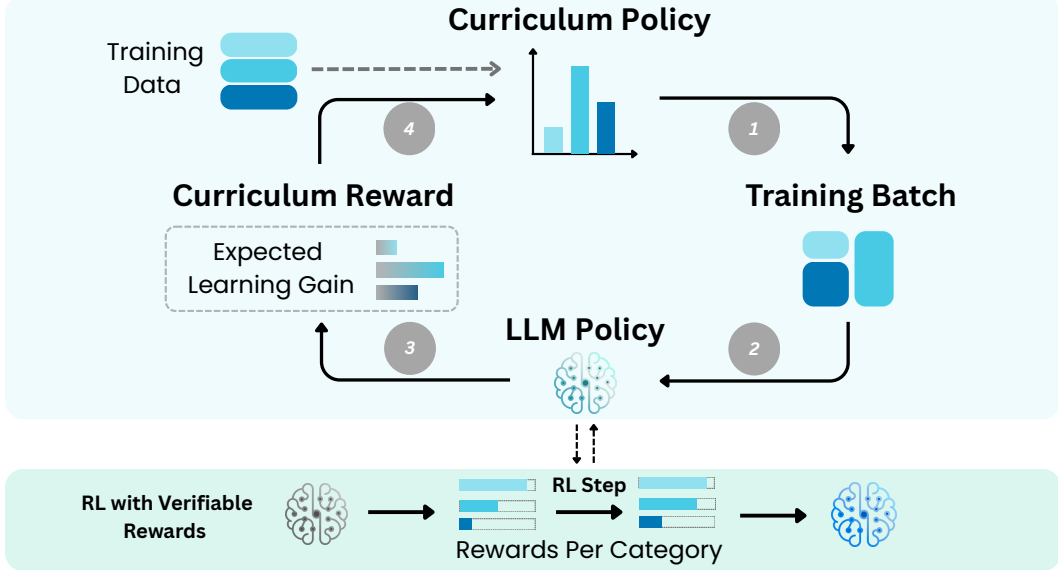 Curriculum Policy
Training
Data
4
1
Curriculum Reward
Training Batch
Expected
Learning Gain
LLM Policy
3
2
RL with Verifiable
Rewards
RL Step
Rewards Per Category